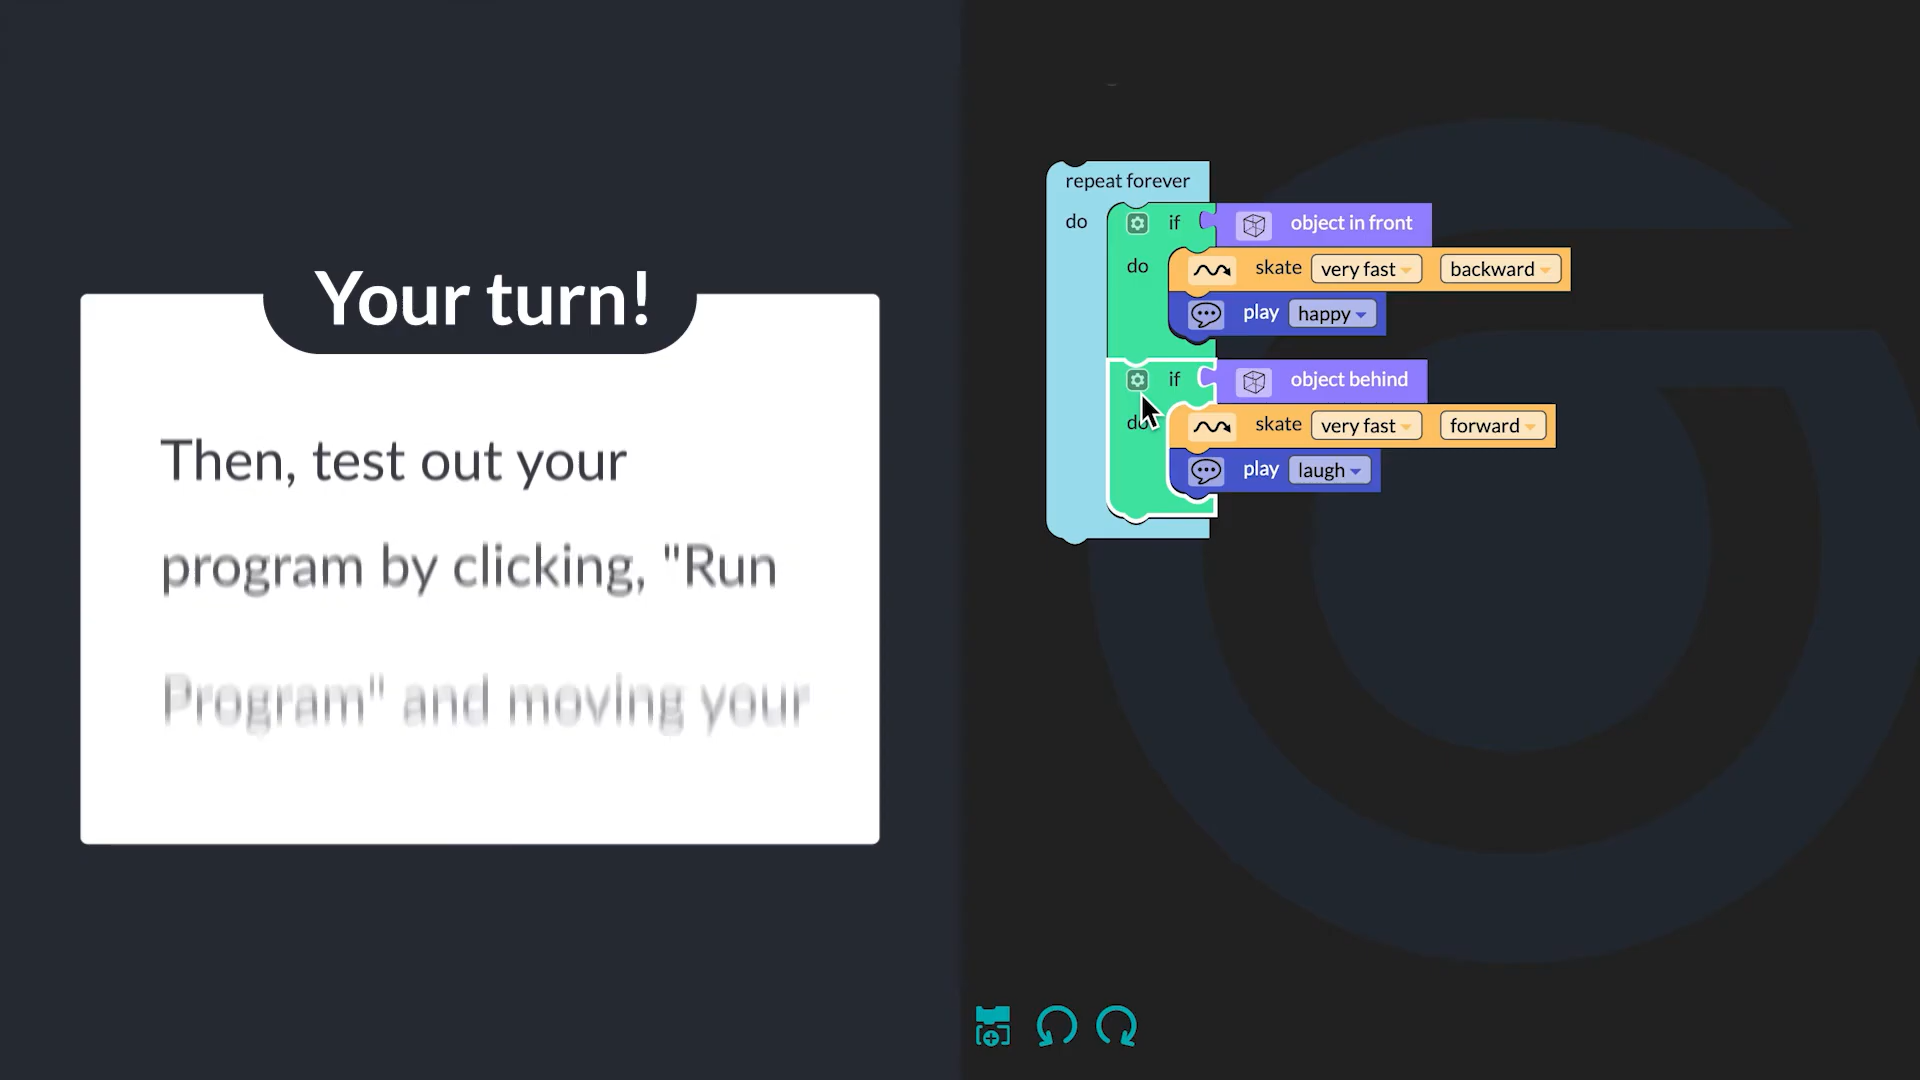 Your turn!
Then, test out your
program by clicking, "Run
Program" and moving your
repeat forever
do if object in front
do skate very fast backward
play happy
if object behind
do skate very fast forward
play laugh